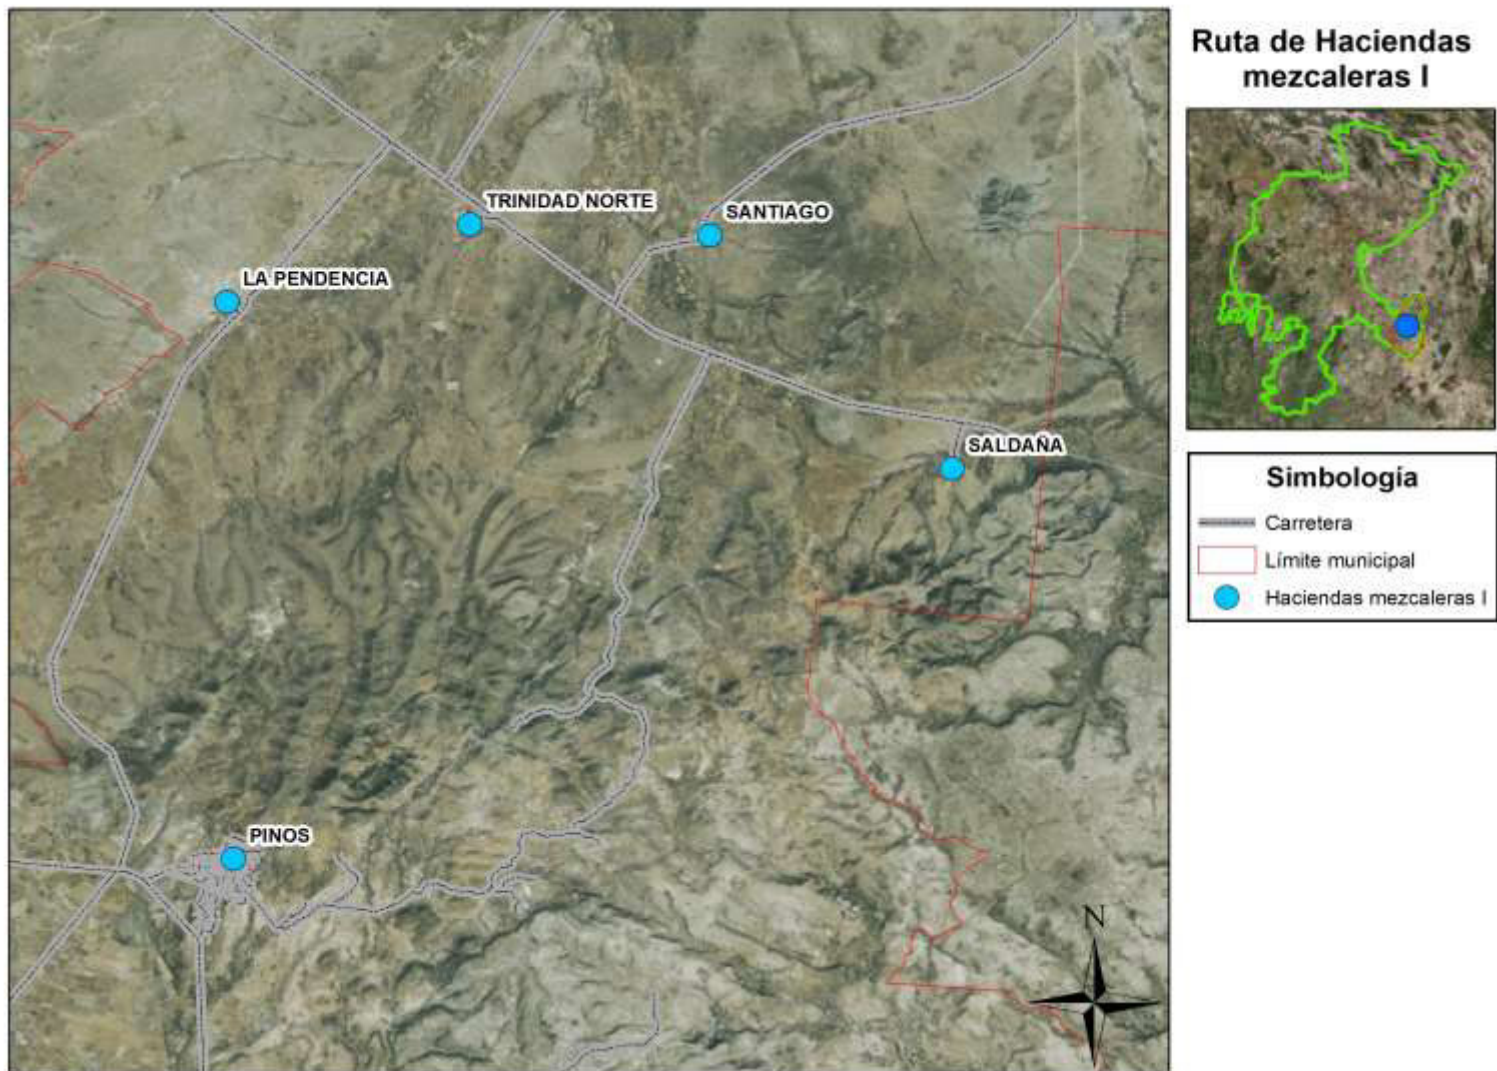 Ruta de Haciendas
mezcaleras I
TRINIDAD NORTE
SANTIAGO
LA PENDENCIA
SALDAÑA
PINOS
N
Simbología
Carretera
Límite municipal
Haciendas mezcaleras I